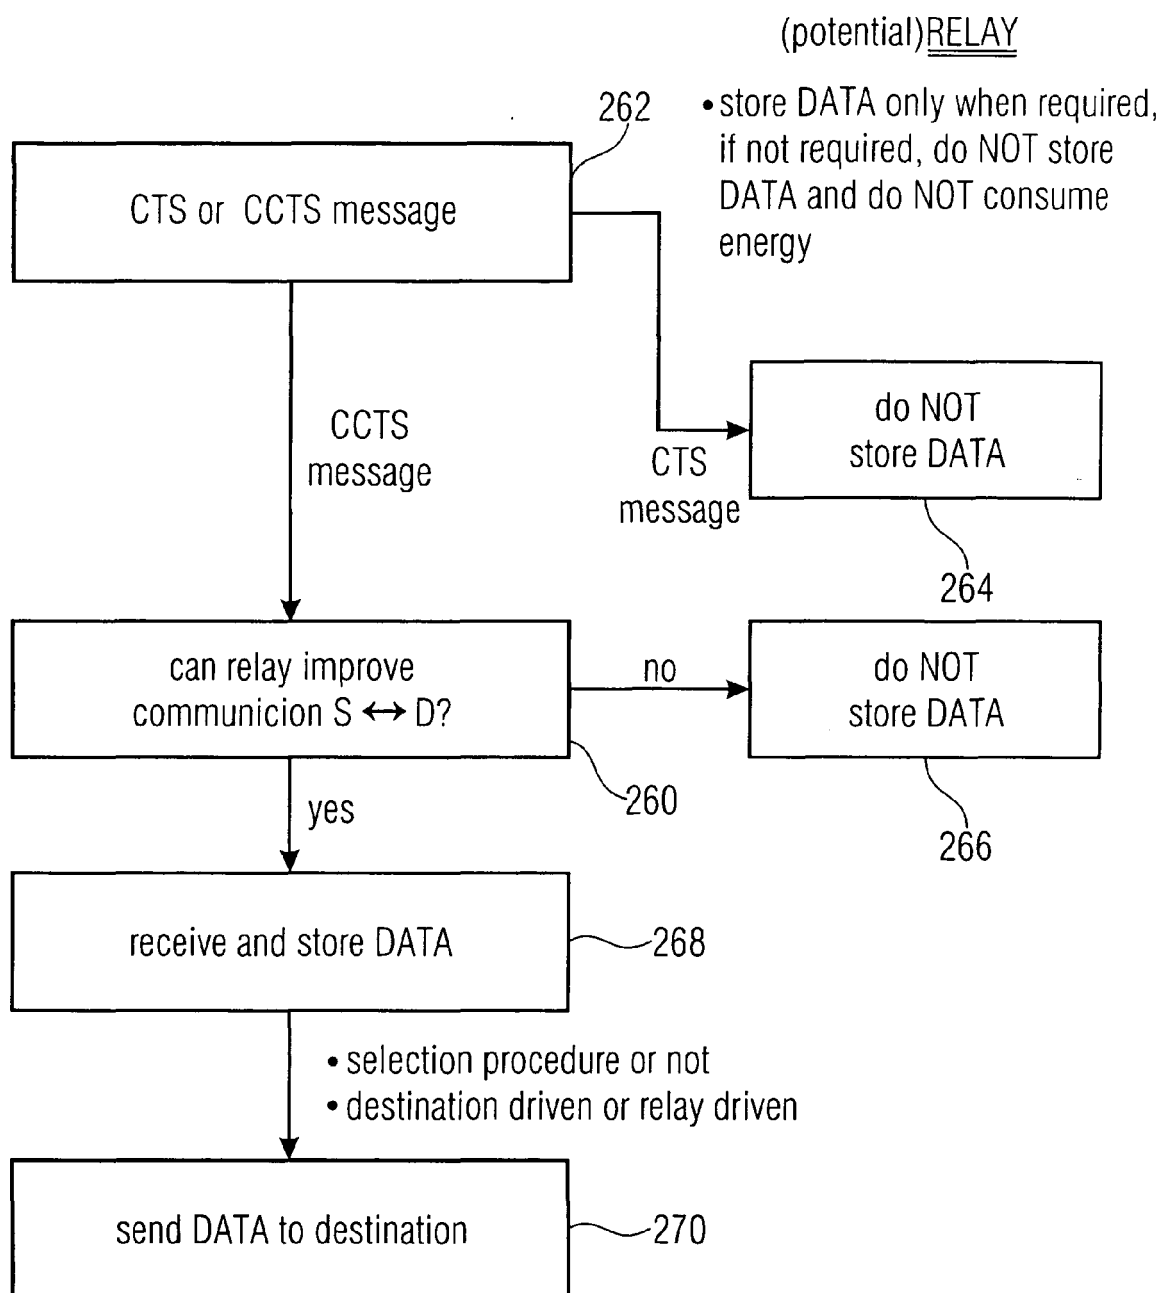 (potential)RELAY
262
• store DATA only when required,
if not required, do NOT store
DATA and do NOT consume
energy
CTS or CCTS message
CCTS
message
CTS
message
do NOT
store DATA
264
can relay improve
communicion S ↔ D?
no
do NOT
store DATA
260
266
yes
receive and store DATA
268
• selection procedure or not
• destination driven or relay driven
send DATA to destination
270